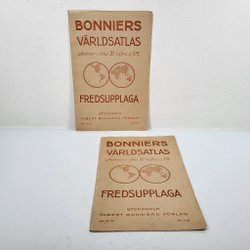 BONNIERS
VÄRLDSATLAS
FREDSUPPLAGA
STOCKHOLM
ALBERT BONNIERS FÖRLAG
BONNIERS
VÄRLDSATLAS
FREDSUPPLAGA
STOCKHOLM
ALBERT BONNIERS FÖRLAG